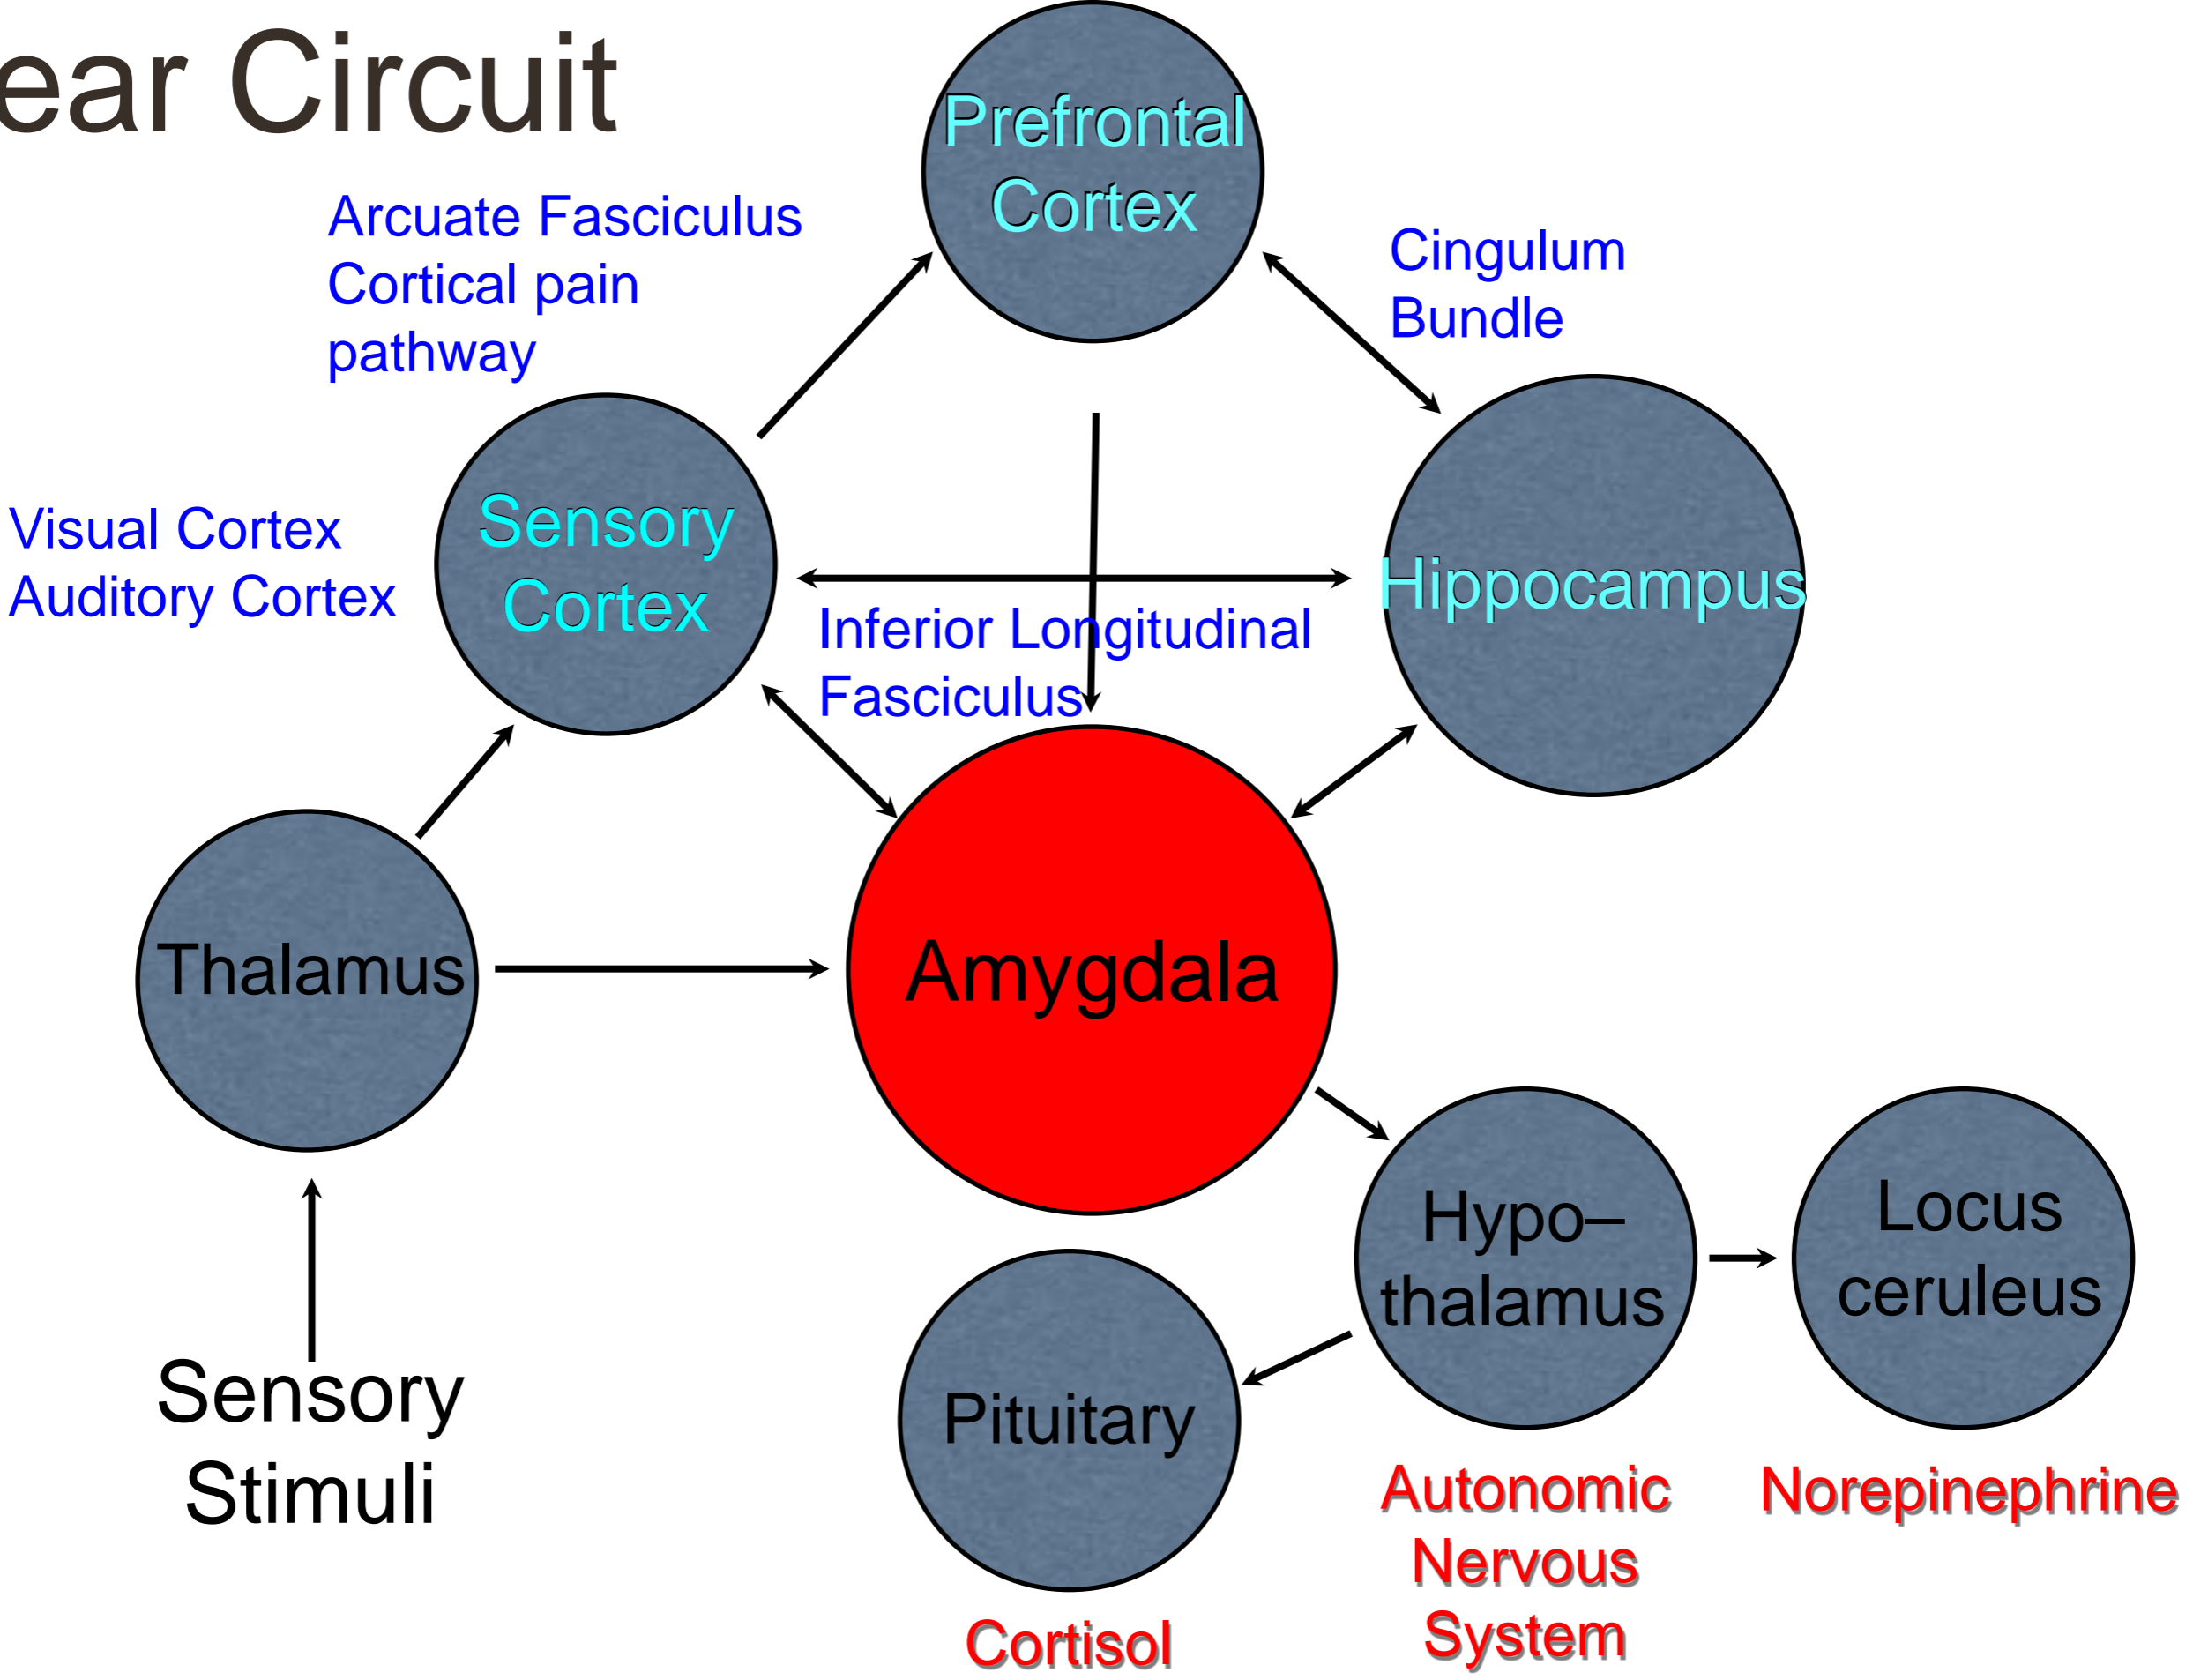 ear Circuit
Prefrontal
Cortex
Arcuate Fasciculus
Cortical pain
pathway
Cingulum
Bundle
Sensory
Cortex
Visual Cortex
Auditory Cortex
Hippocampus
Inferior Longitudinal
Fasciculus
Thalamus
Amygdala
Hypo–
thalamus
Locus
ceruleus
Sensory
Stimuli
Pituitary
Autonomic
Nervous
System
Norepinephrine
Cortisol